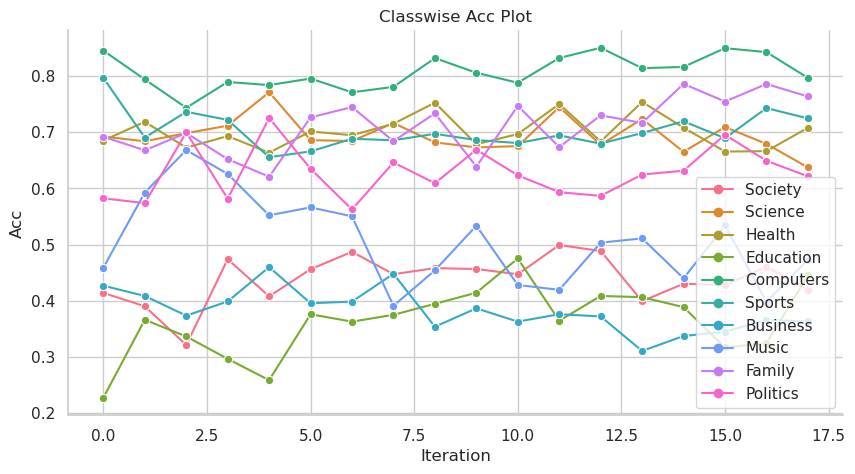 Classwise Acc Plot
Acc
0.8
0.7
0.6
0.5
0.4
0.3
0.2
Society
Science
Health
Education
Computers
Sports
Business
Music
Family
Politics
0.0 2.5 5.0 7.5 10.0 12.5 15.0 17.5
Iteration